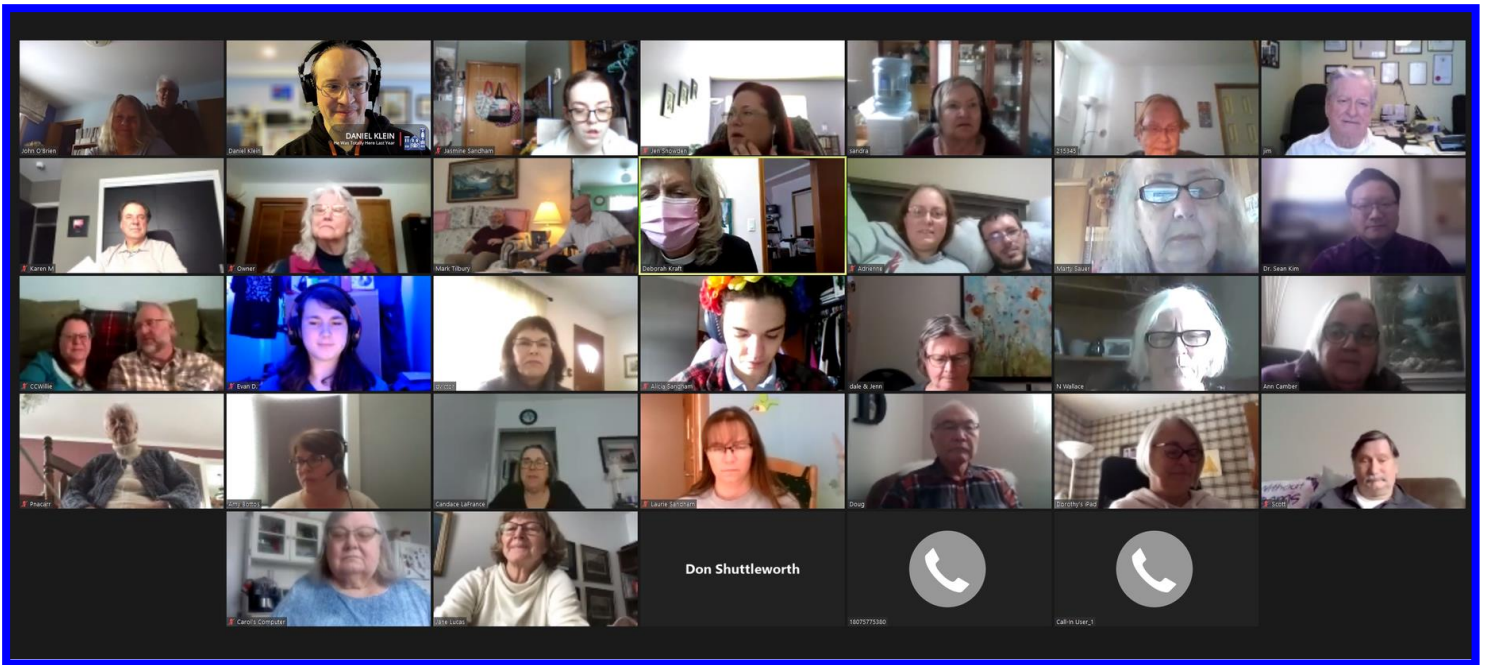 John O'Brien
DANIEL KLEIN
He Was Totally Here Last Year!
Daniel Klein
Jasmine Sandham
Jen Snowden
sandra
215345
jim
Karen M
Owner
Mark Tilbury
Deborah Kraft
Adrienne
Marty Sauer
Dr. Sean Kim
CCWillie
Evan D.
Alicia Sandham
dale & Jenn
N Wallace
Ann Camber
Pnacarr
Amy Bottos
Candace LaFrance
Laurie Sandham
Doug
Dorothy's iPad
Scott
Carol's Computer
Jane Lucas
Don Shuttleworth
18075775380
Call-In User_1